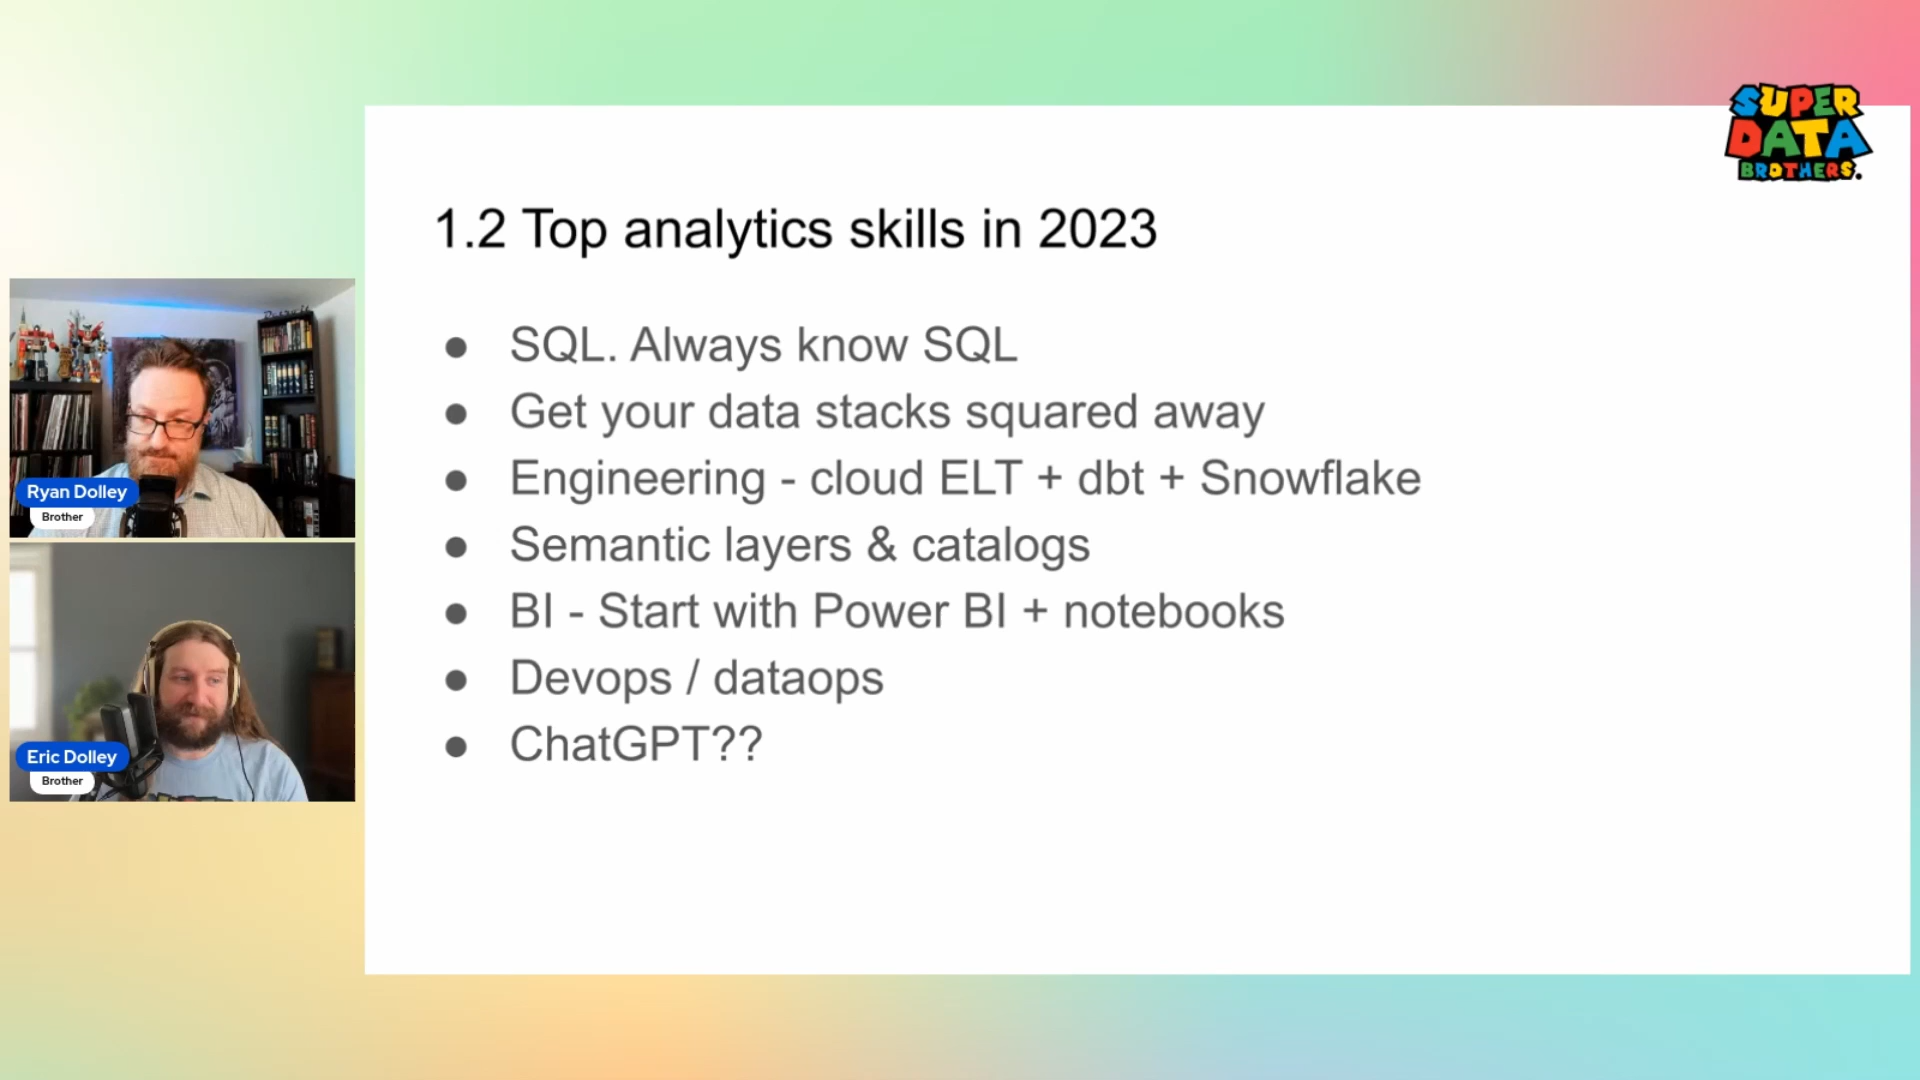 SUPER
DATA
BROTHERS.
1.2 Top analytics skills in 2023
● SQL. Always know SQL
● Get your data stacks squared away
● Engineering - cloud ELT + dbt + Snowflake
● Semantic layers & catalogs
● BI - Start with Power BI + notebooks
● Devops / dataops
● ChatGPT??
Ryan Dolley
Brother
Eric Dolley
Brother